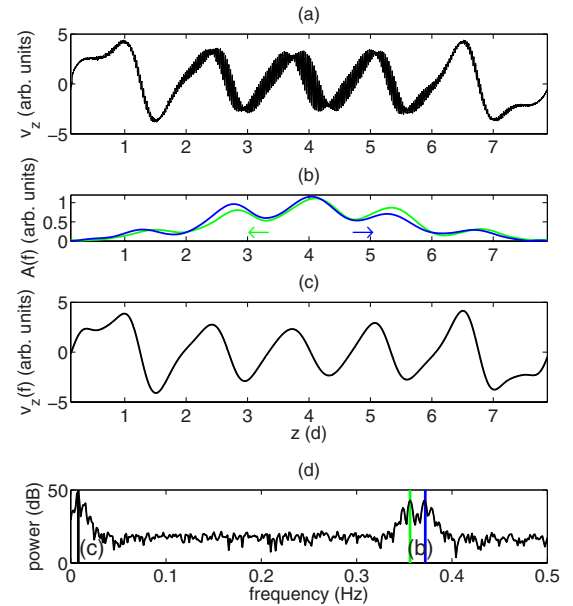 (a)
v_z (arb. units)
5
0
−5
1 2 3 4 5 6 7
(b)
A(f) (arb. units)
1
0.5
0
1 2 3 4 5 6 7
(c)
v_z(f) (arb. units)
5
0
−5
1 2 3 4 5 6 7
z (d)
(d)
power (dB)
50
0
(c) (b)
0 0.1 0.2 0.3 0.4 0.5
frequency (Hz)